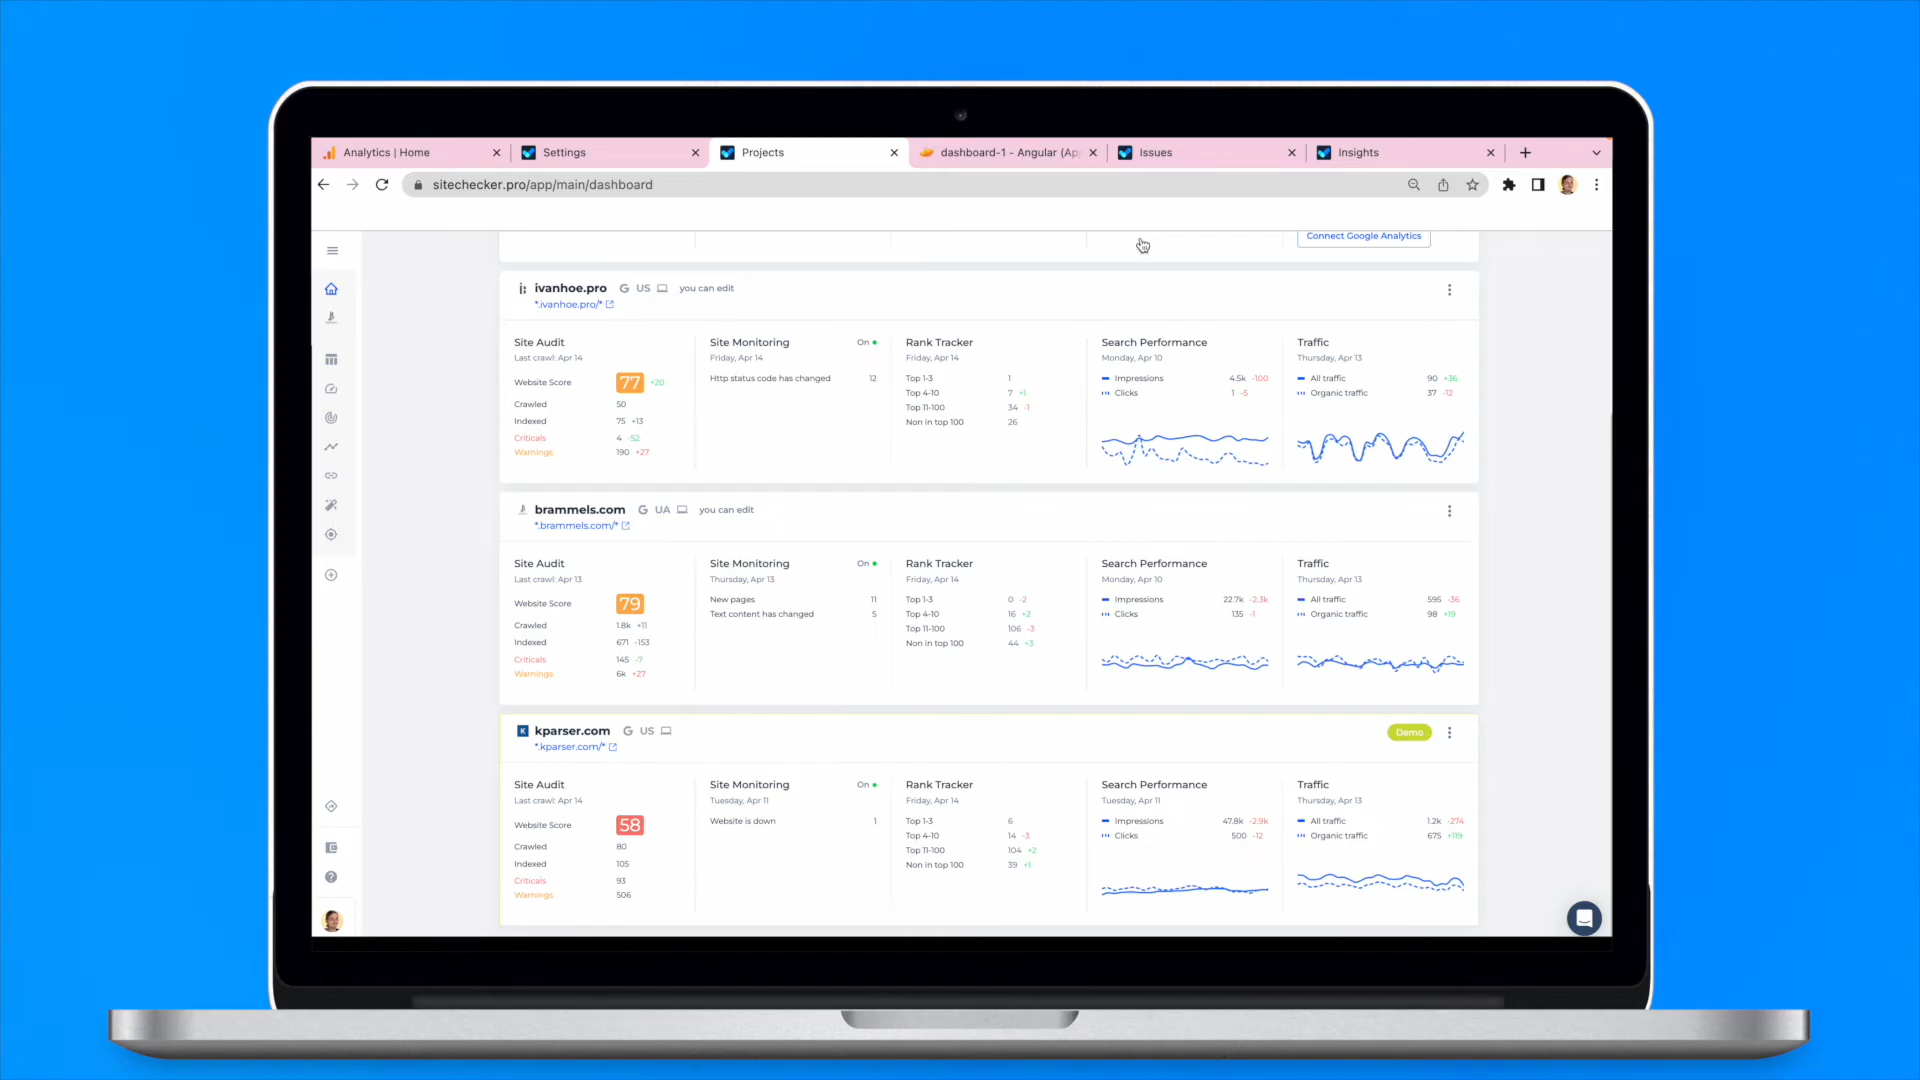 Analytics | Home
Settings
Projects
dashboard-1 - Angular (Ap
Issues
Insights
sitechecker.pro/app/main/dashboard
Connect Google Analytics
ivanhoe.pro US you can edit
*.ivanhoe.pro/*
Site Audit
Last crawl: Apr 14
Website Score 77 +20
Crawled 50
Indexed 75 +13
Criticals 4 -52
Warnings 190 +27
Site Monitoring On
Friday, Apr 14
Http status code has changed 12
Rank Tracker
Friday, Apr 14
Top 1-3 1
Top 4-10 7 +1
Top 11-100 34 -1
Non in top 100 26
Search Performance
Monday, Apr 10
Impressions 4.5k -100
Clicks 1 -5
Traffic
Thursday, Apr 13
All traffic 90 +36
Organic traffic 37 -12
brammels.com UA you can edit
*.brammels.com/*
Site Audit
Last crawl: Apr 13
Website Score 79
Crawled 1.8k +11
Indexed 671 -153
Criticals 145 -7
Warnings 6k +27
Site Monitoring On
Thursday, Apr 13
New pages 11
Text content has changed 5
Rank Tracker
Friday, Apr 14
Top 1-3 0 -2
Top 4-10 16 +2
Top 11-100 106 -3
Non in top 100 44 +3
Search Performance
Monday, Apr 10
Impressions 22.7k -2.3k
Clicks 135 -1
Traffic
Thursday, Apr 13
All traffic 595 -36
Organic traffic 98 +19
K kparser.com US
*.kparser.com/*
Demo
Site Audit
Last crawl: Apr 14
Website Score 58
Crawled 80
Indexed 105
Criticals 93
Warnings 506
Site Monitoring On
Tuesday, Apr 11
Website is down 1
Rank Tracker
Friday, Apr 14
Top 1-3 6
Top 4-10 14 -3
Top 11-100 104 +2
Non in top 100 39 +1
Search Performance
Tuesday, Apr 11
Impressions 47.8k -2.9k
Clicks 500 -12
Traffic
Thursday, Apr 13
All traffic 1.2k -274
Organic traffic 675 +119